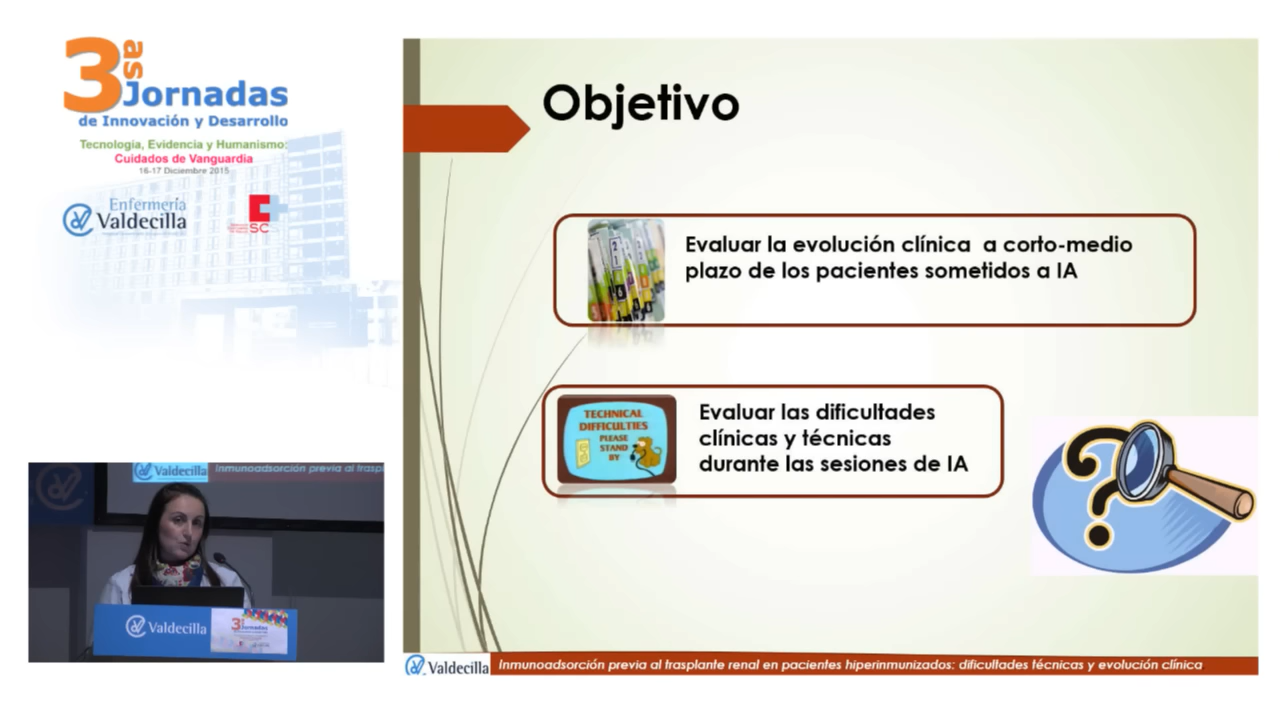 3as
Jornadas
de Innovación y Desarrollo
Tecnología, Evidencia y Humanismo:
Cuidados de Vanguardia
16-17 Diciembre 2015
Enfermería
Valdecilla
SC
Objetivo
Evaluar la evolución clínica a corto-medio
plazo de los pacientes sometidos a IA
TECHNICAL
DIFFICULTIES
PLEASE
STAND
BY
Evaluar las dificultades
clínicas y técnicas
durante las sesiones de IA
?
Valdecilla
Inmunoadsorción previa al traspl
Valdecilla
3as
Jornadas
Valdecilla
Inmunoadsorción previa al trasplante renal en pacientes hiperinmunizados: dificultades técnicas y evolución clínica